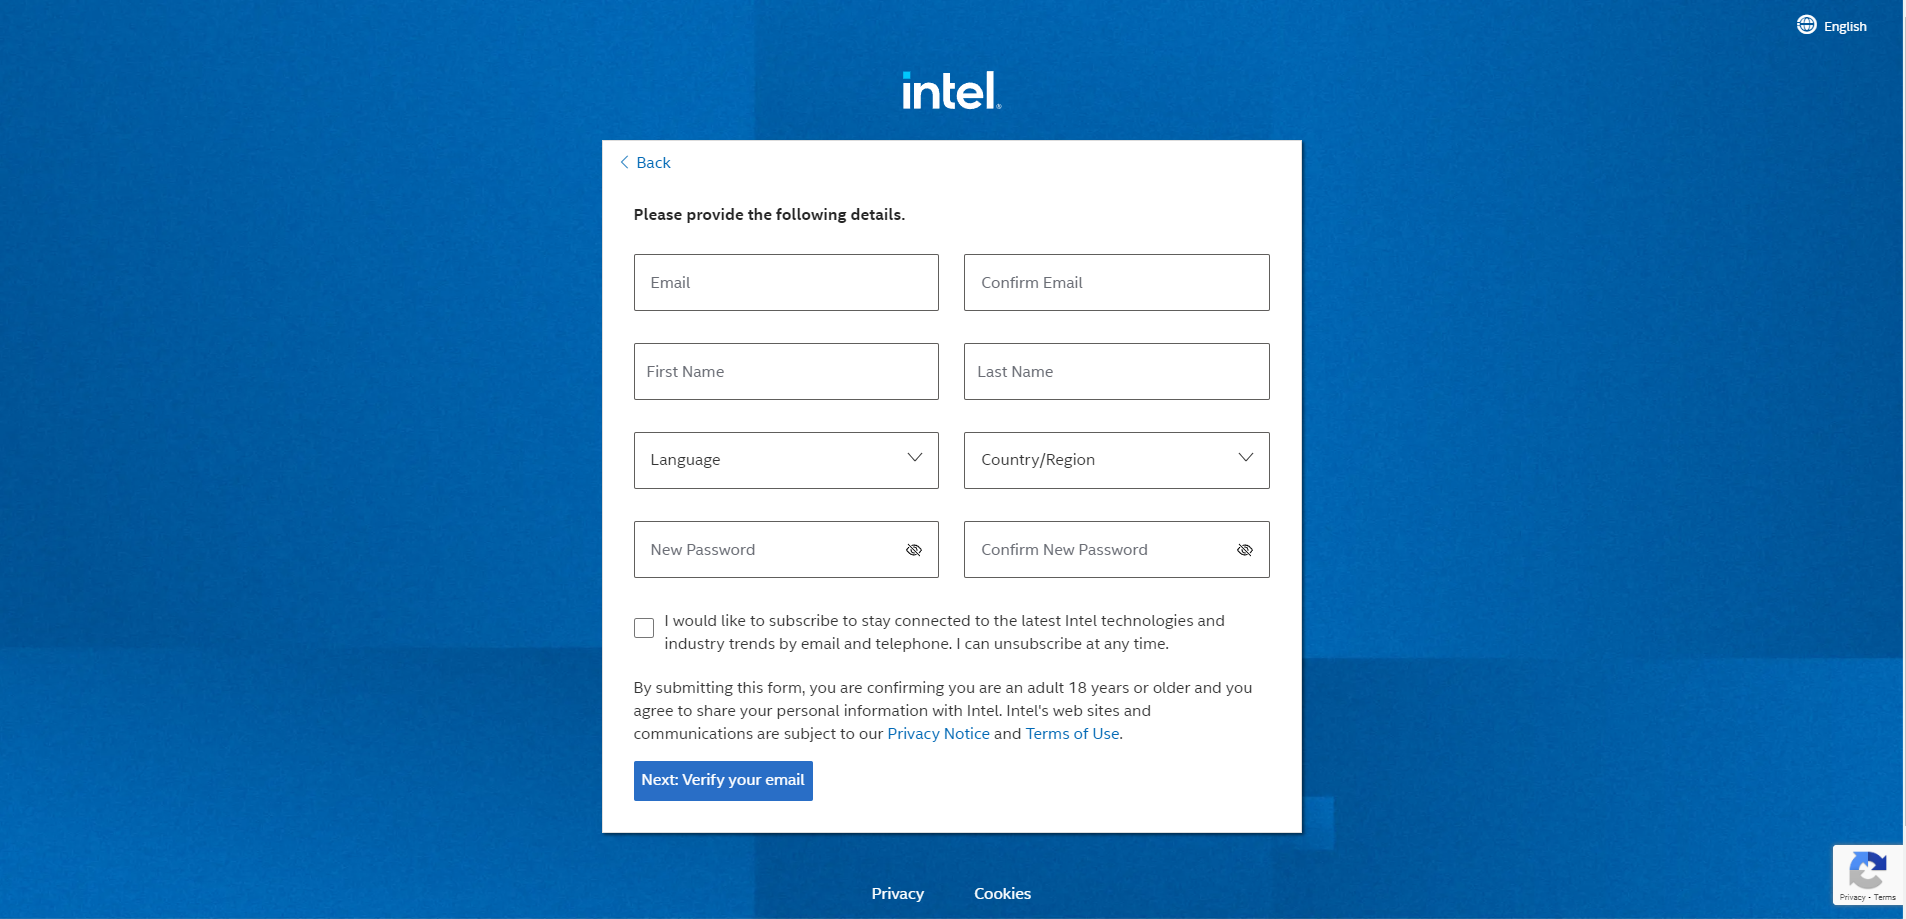 English
intel®
Back
Please provide the following details.
Email
Confirm Email
First Name
Last Name
Language
Country/Region
New Password
Confirm New Password
I would like to subscribe to stay connected to the latest Intel technologies and
industry trends by email and telephone. I can unsubscribe at any time.
By submitting this form, you are confirming you are an adult 18 years or older and you
agree to share your personal information with Intel. Intel's web sites and
communications are subject to our Privacy Notice and Terms of Use.
Next: Verify your email
Privacy - Terms
Privacy
Cookies